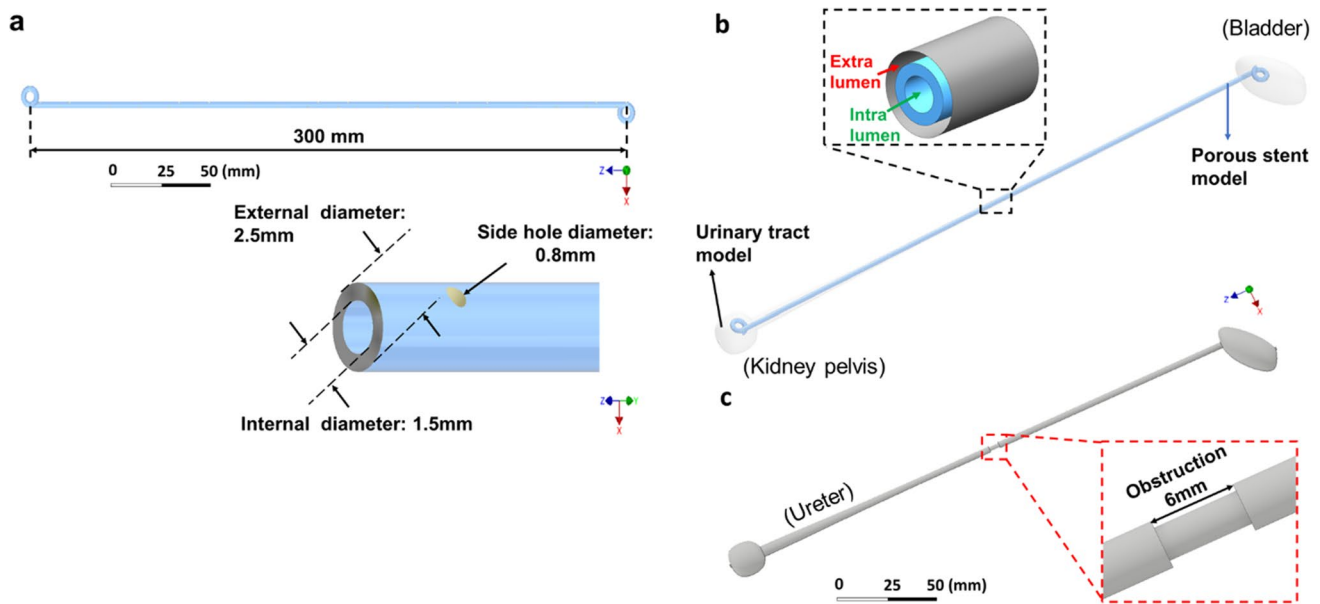 a
300 mm
0 25 50 (mm)
Z
X
External diameter:
2.5mm
Side hole diameter:
0.8mm
Internal diameter: 1.5mm
Z Y
X
b
(Bladder)
Extra
lumen
Intra
lumen
Porous stent
model
Urinary tract
model
(Kidney pelvis)
Z
X
c
Obstruction
6mm
(Ureter)
0 25 50 (mm)